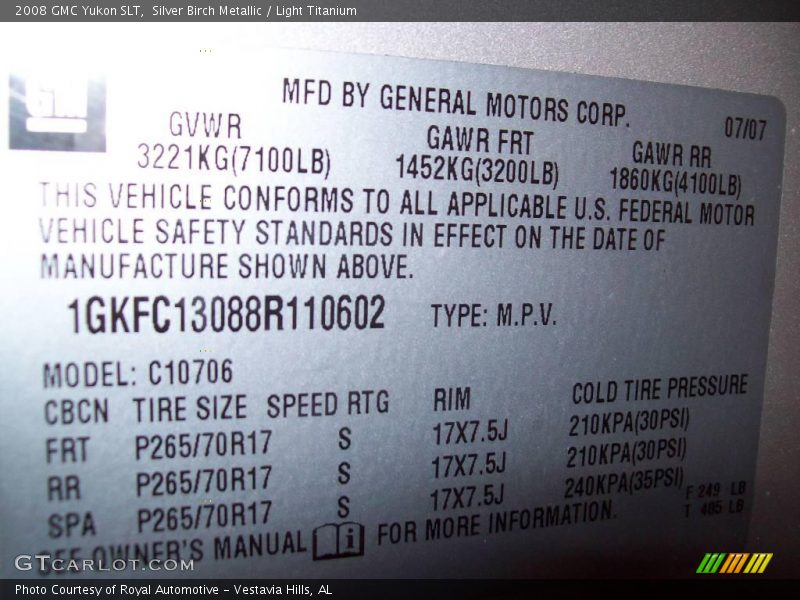 2008 GMC Yukon SLT, Silver Birch Metallic / Light Titanium
GM
MFD BY GENERAL MOTORS CORP.
07/07
GVWR GAWR FRT GAWR RR
3221KG(7100LB) 1452KG(3200LB) 1860KG(4100LB)
THIS VEHICLE CONFORMS TO ALL APPLICABLE U.S. FEDERAL MOTOR
VEHICLE SAFETY STANDARDS IN EFFECT ON THE DATE OF
MANUFACTURE SHOWN ABOVE.
1GKFC13088R110602 TYPE: M.P.V.
MODEL: C10706
CBCN TIRE SIZE SPEED RTG RIM COLD TIRE PRESSURE
FRT P265/70R17 S 17X7.5J 210KPA(30PSI)
RR P265/70R17 S 17X7.5J 210KPA(30PSI)
SPA P265/70R17 S 17X7.5J 240KPA(35PSI)
F 249 LB
T 485 LB
SEE OWNER'S MANUAL i FOR MORE INFORMATION.
GTCARLOT.COM
Photo Courtesy of Royal Automotive - Vestavia Hills, AL